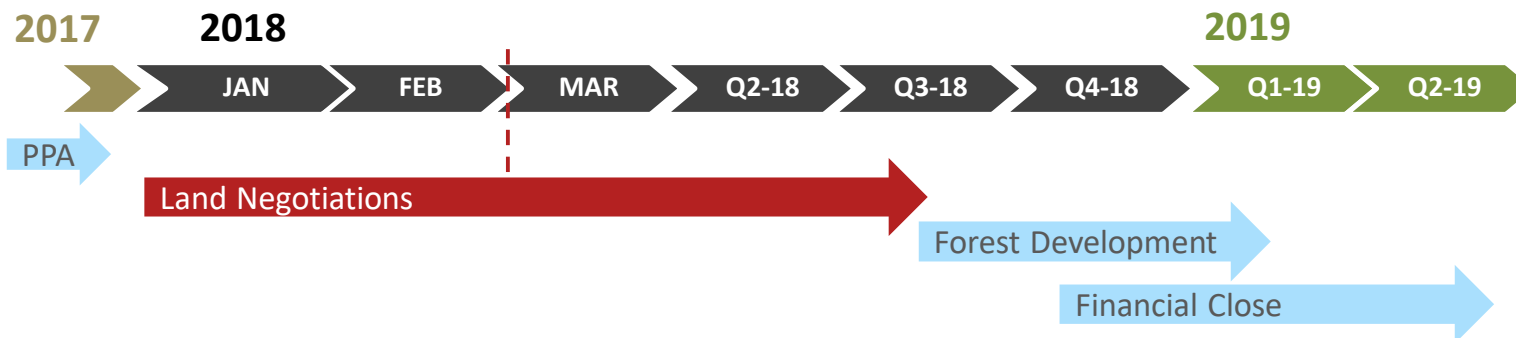 2017 2018 2019
JAN FEB MAR Q2-18 Q3-18 Q4-18 Q1-19 Q2-19
PPA
Land Negotiations
Forest Development
Financial Close